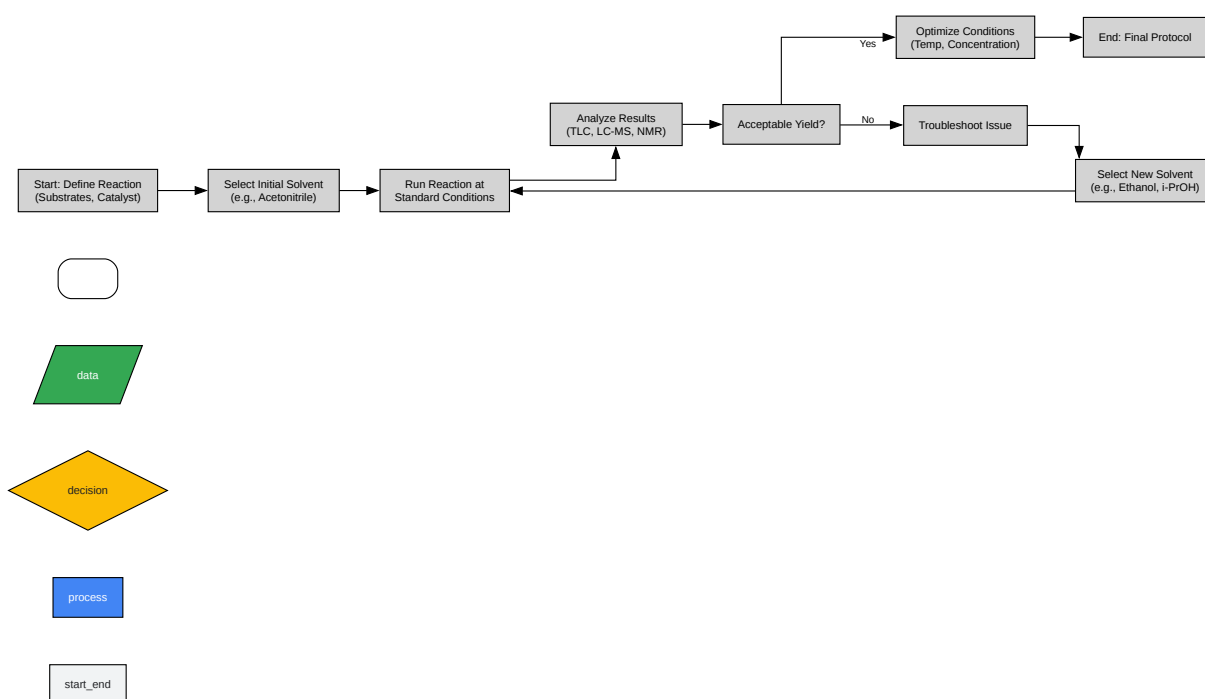 Optimize Conditions
(Temp, Concentration)
End: Final Protocol
Yes
Analyze Results
(TLC, LC-MS, NMR)
Acceptable Yield?
No
Troubleshoot Issue
Start: Define Reaction
(Substrates, Catalyst)
Select Initial Solvent
(e.g., Acetonitrile)
Run Reaction at
Standard Conditions
Select New Solvent
(e.g., Ethanol, i-PrOH)
data
decision
process
start_end